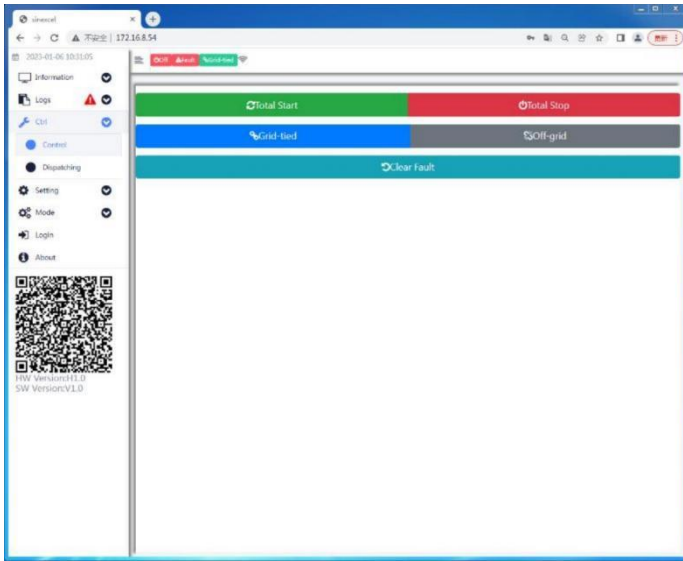 sinexcel
不安全 | 172.16.8.54
2023-01-06 10:31:05
Off Fault Grid-tied
Information
Logs
Ctrl
Control
Dispatching
Setting
Mode
Login
About
Total Start
Total Stop
Grid-tied
Off-grid
Clear Fault
HW Version:H1.0
SW Version:V1.0